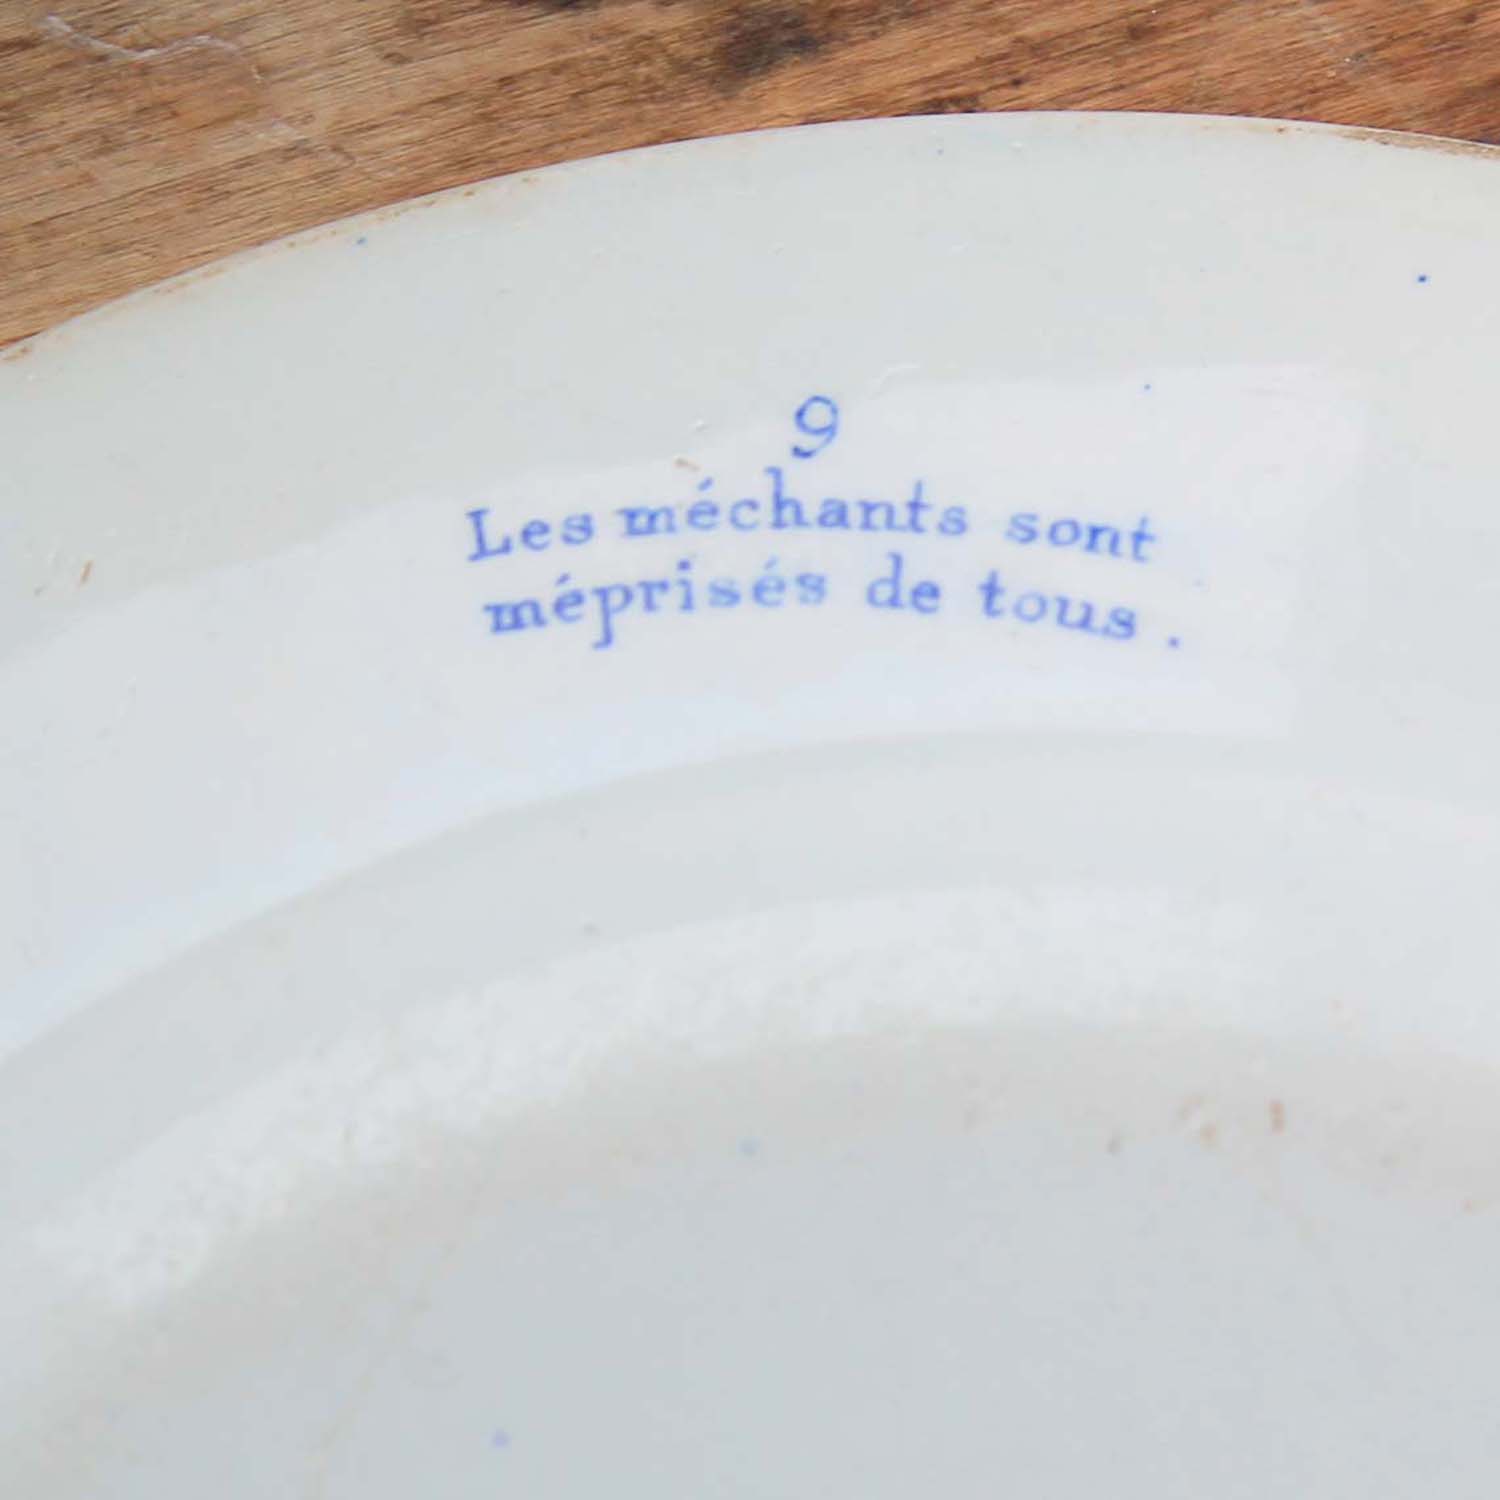 9
Les méchants sont
méprisés de tous .